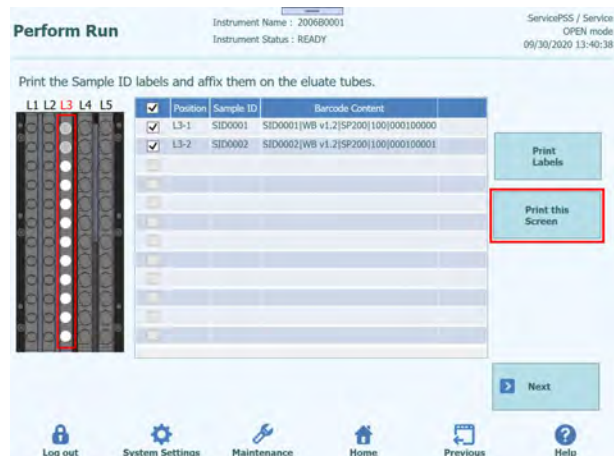 Perform Run
Instrument Name : 2006B0001
Instrument Status : READY
ServicePSS / Service
OPEN mode
09/30/2020 13:40:38
Print the Sample ID labels and affix them on the eluate tubes.
L1 L2 L3 L4 L5
Position Sample ID Barcode Content
L3-1 SID0001 SID0001|WB v1.2|SP200|100|000100000
L3-2 SID0002 SID0002|WB v1.2|SP200|100|000100001
Print
Labels
Print this
Screen
Next
Log out System Settings Maintenance Home Previous Help